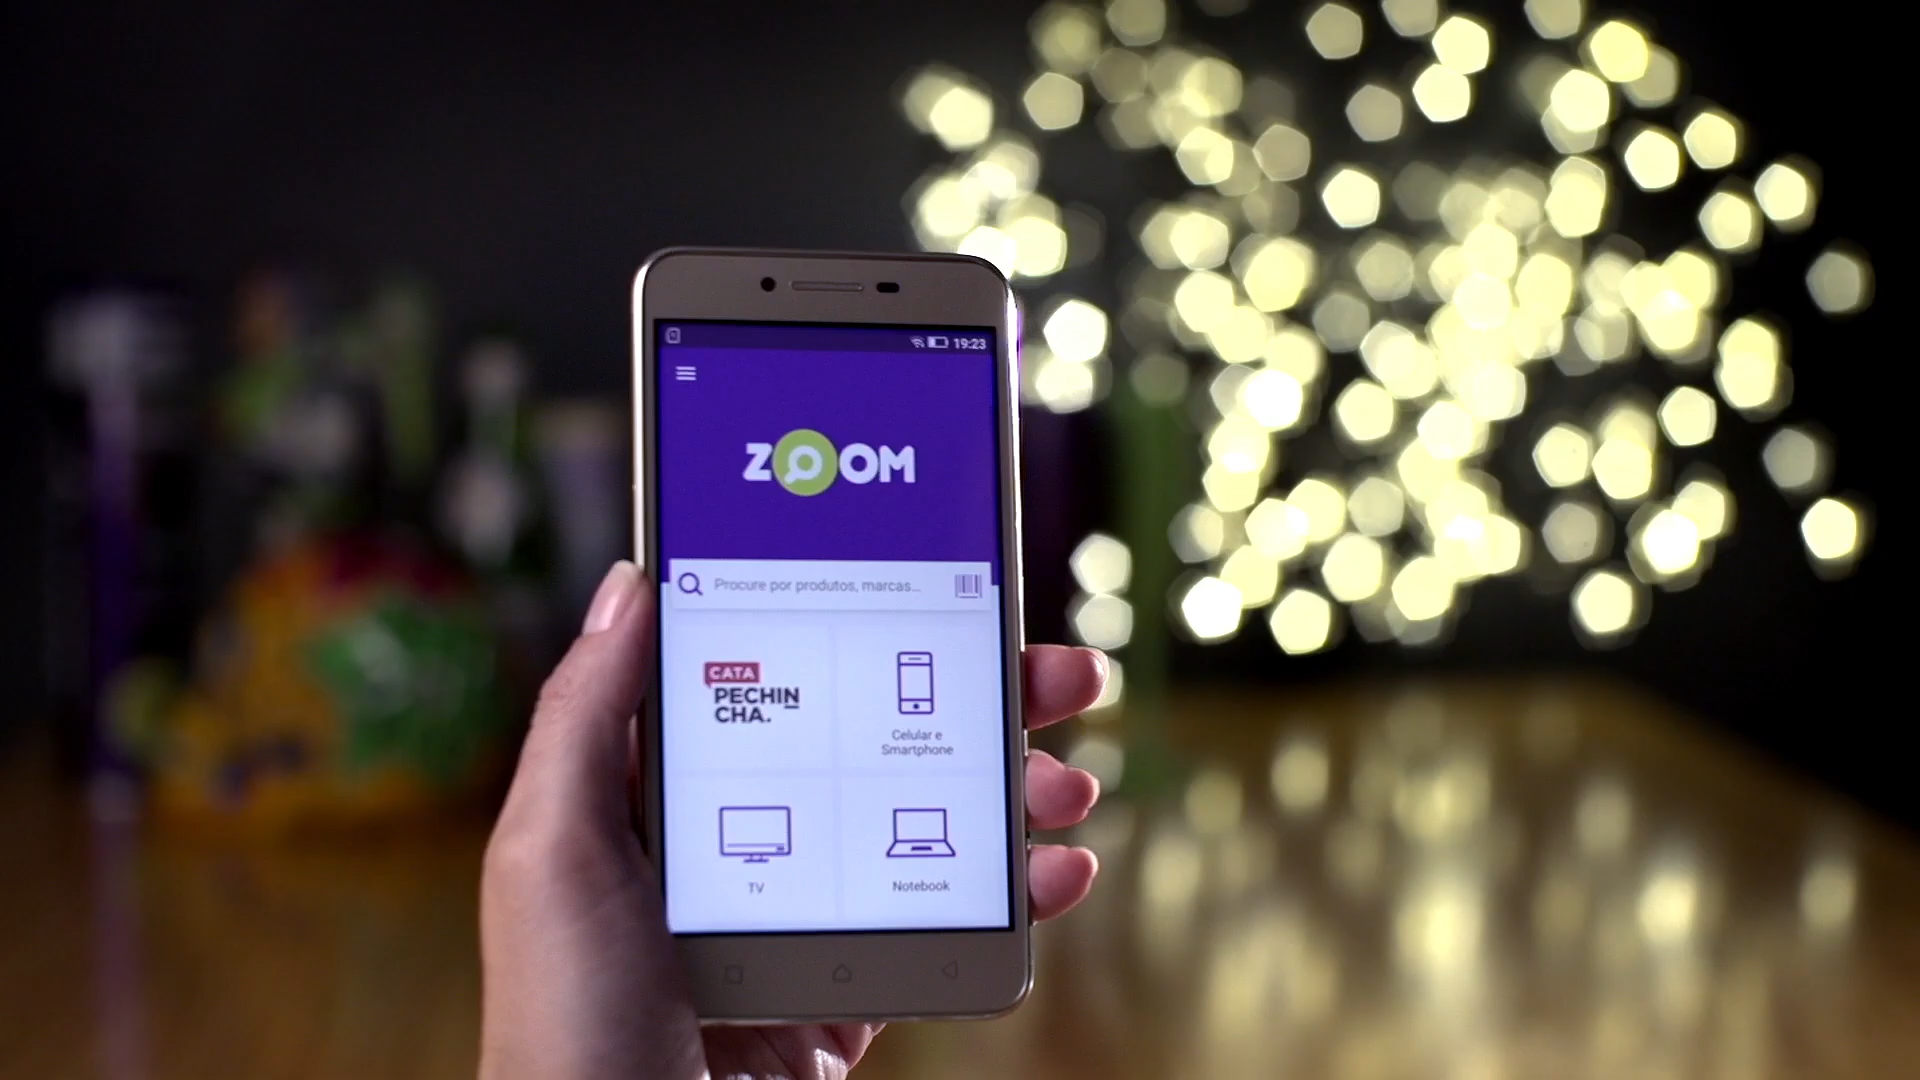 19:23
ZOOM
Procure por produtos, marcas...
CATA
PECHIN
CHA.
Celular e
Smartphone
TV
Notebook